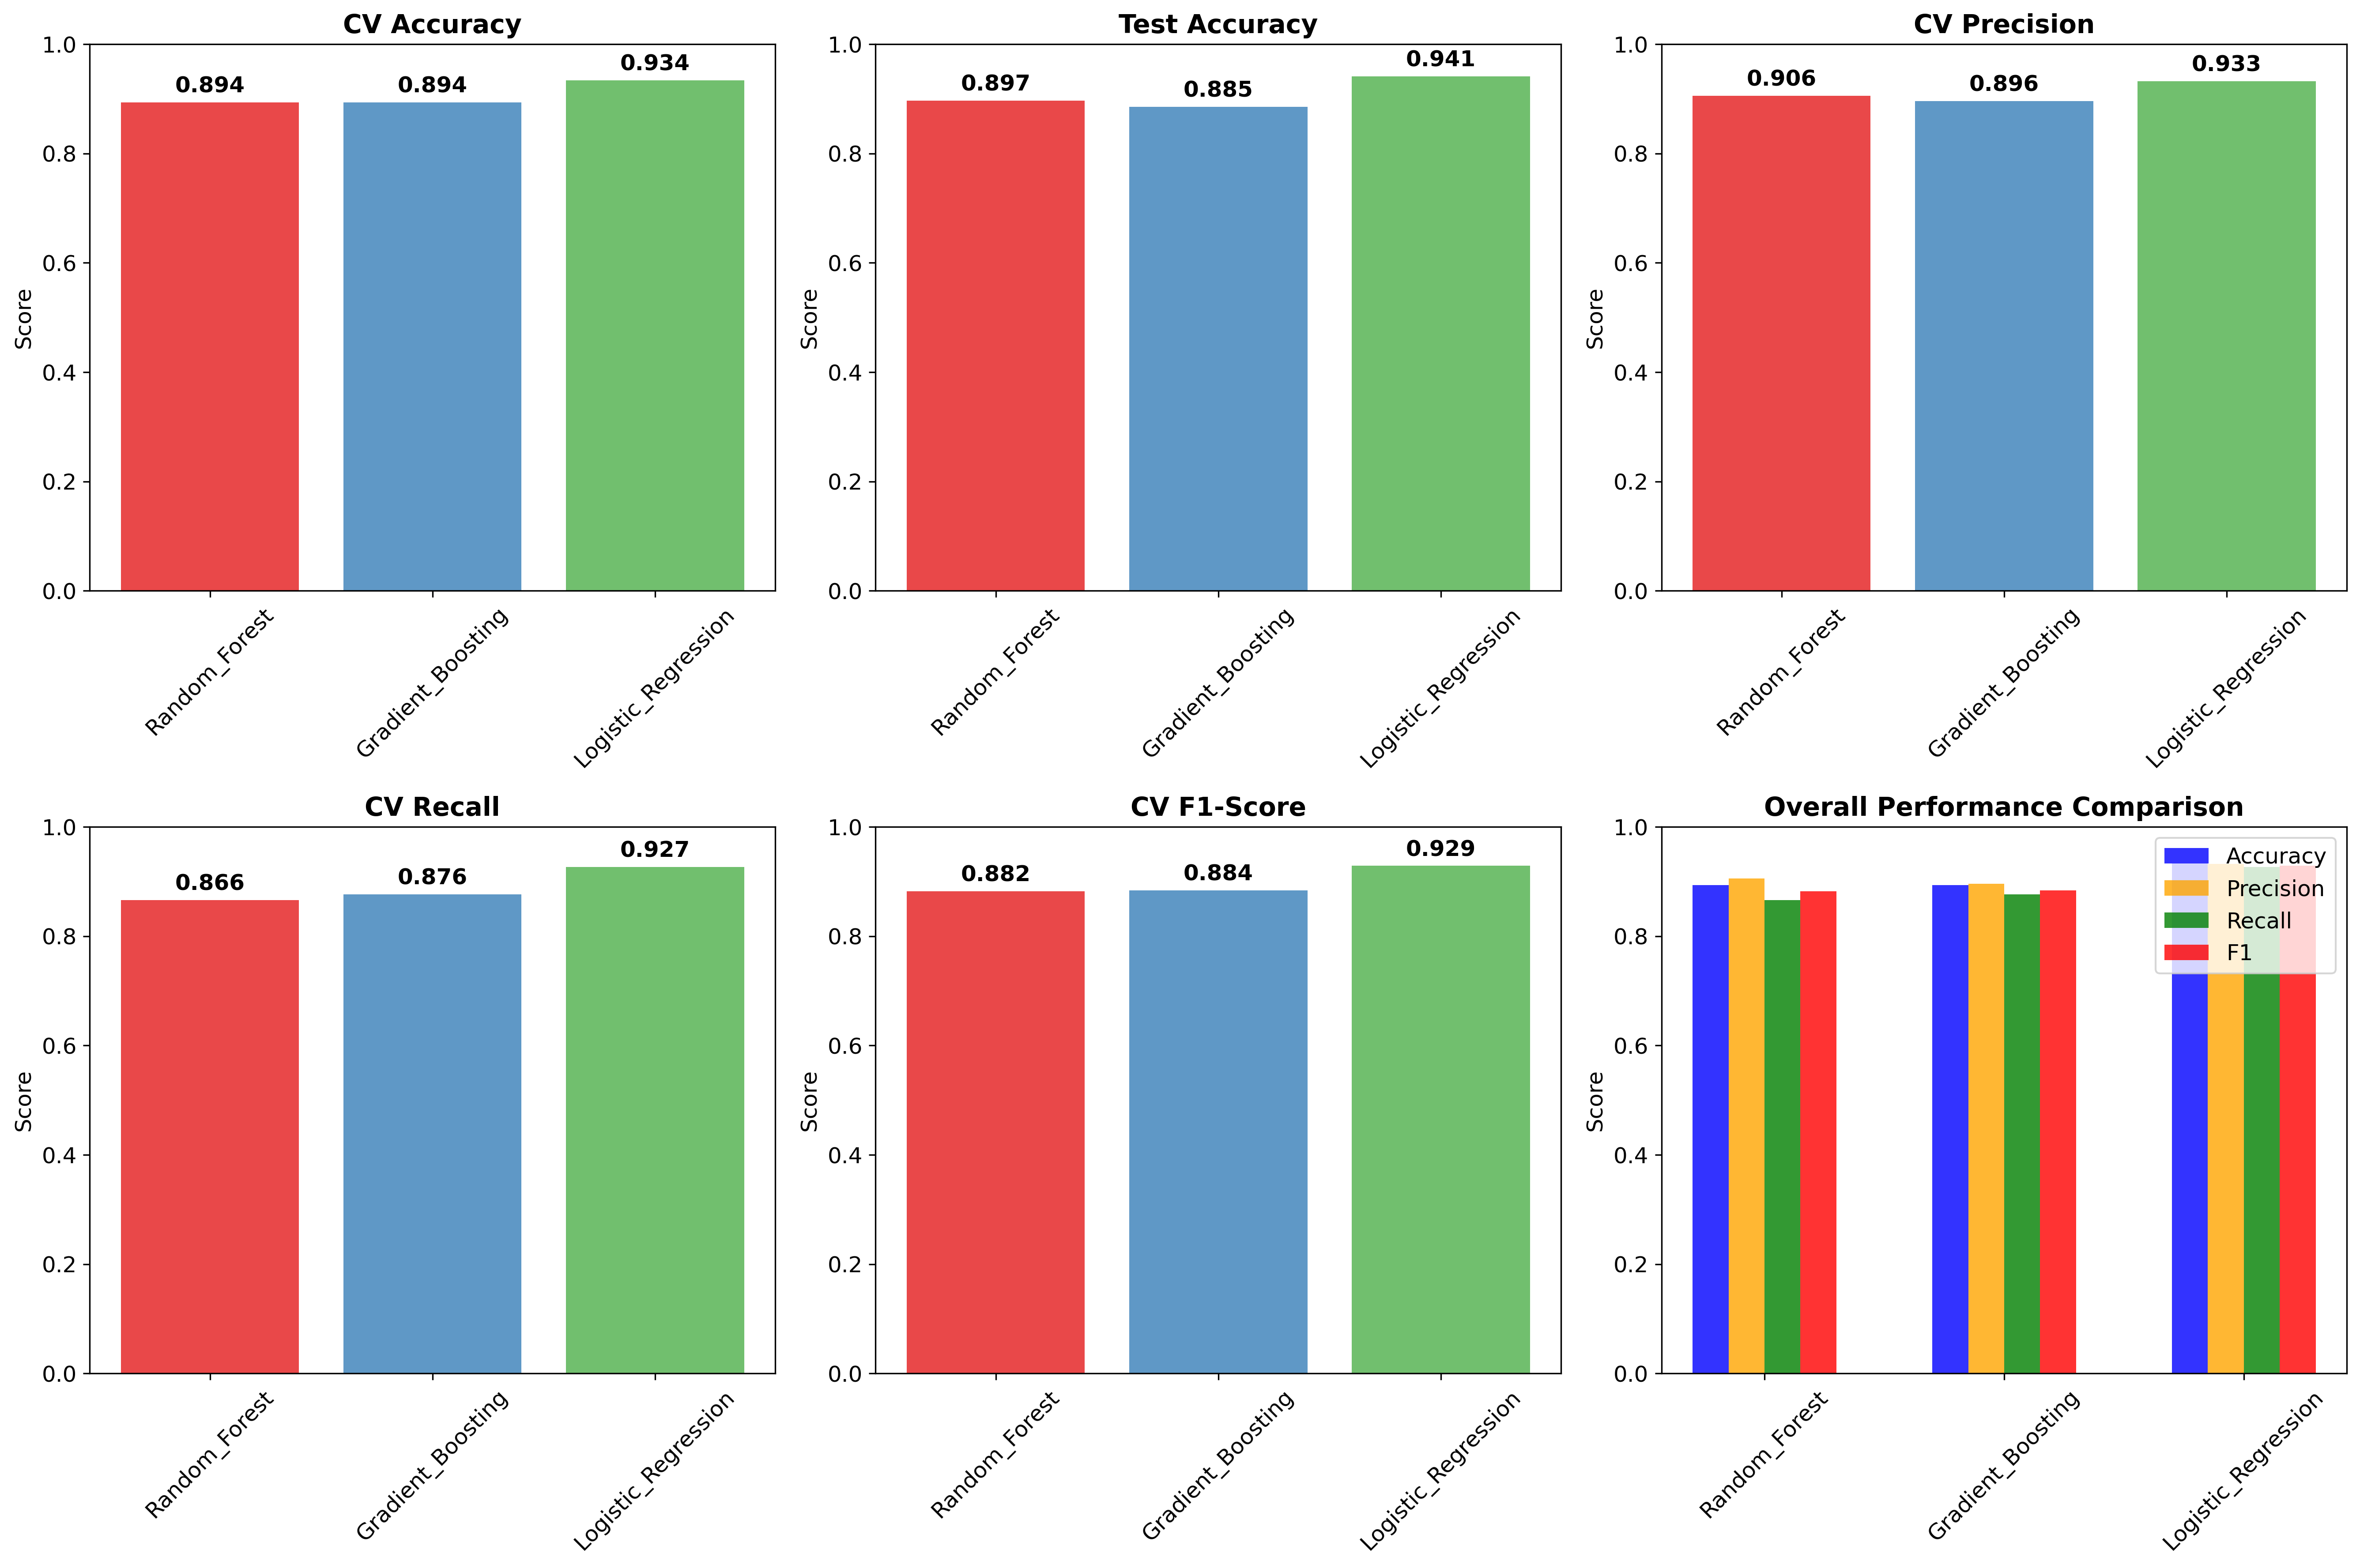 CV Accuracy
1.0
0.8
0.6
0.4
0.2
0.0
Score
0.894
0.894
0.934
Random_Forest
Gradient_Boosting
Logistic_Regression
Test Accuracy
1.0
0.8
0.6
0.4
0.2
0.0
Score
0.897
0.885
0.941
Random_Forest
Gradient_Boosting
Logistic_Regression
CV Precision
1.0
0.8
0.6
0.4
0.2
0.0
Score
0.906
0.896
0.933
Random_Forest
Gradient_Boosting
Logistic_Regression
CV Recall
1.0
0.8
0.6
0.4
0.2
0.0
Score
0.866
0.876
0.927
Random_Forest
Gradient_Boosting
Logistic_Regression
CV F1-Score
1.0
0.8
0.6
0.4
0.2
0.0
Score
0.882
0.884
0.929
Random_Forest
Gradient_Boosting
Logistic_Regression
Overall Performance Comparison
1.0
0.8
0.6
0.4
0.2
0.0
Score
Accuracy
Precision
Recall
F1
Random_Forest
Gradient_Boosting
Logistic_Regression